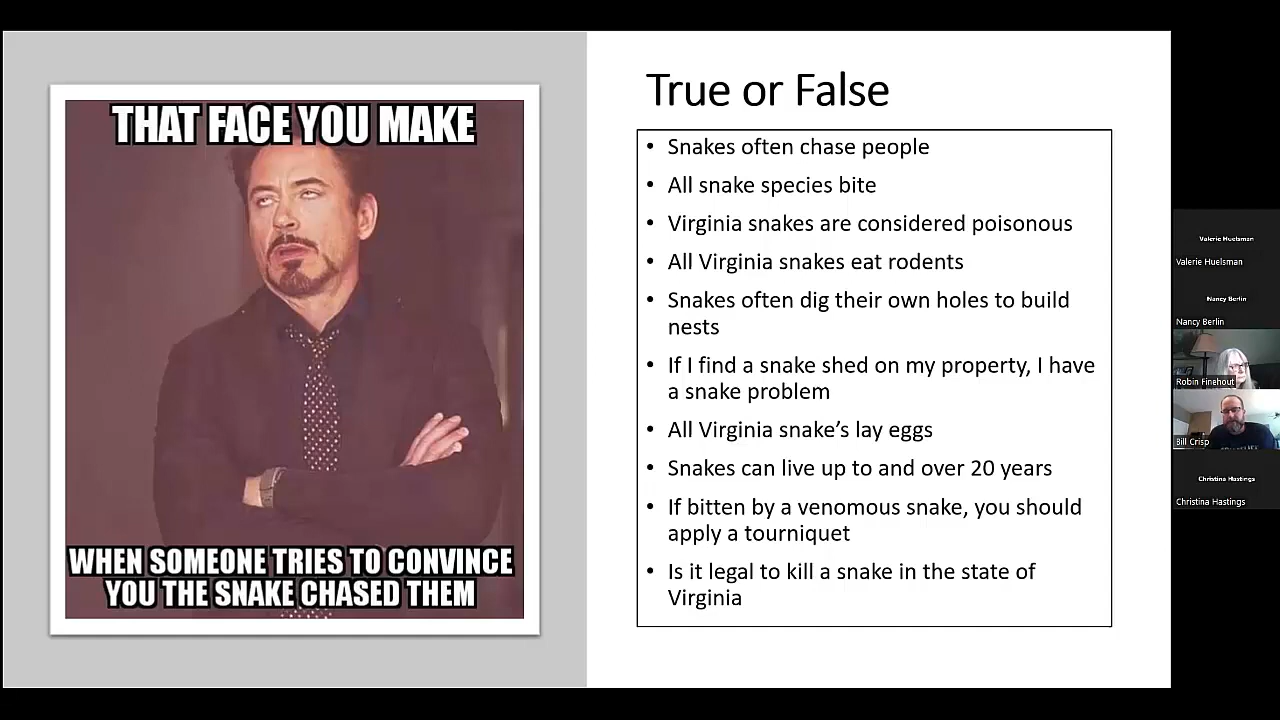 THAT FACE YOU MAKE
WHEN SOMEONE TRIES TO CONVINCE
YOU THE SNAKE CHASED THEM
True or False
• Snakes often chase people
• All snake species bite
• Virginia snakes are considered poisonous
• All Virginia snakes eat rodents
• Snakes often dig their own holes to build
nests
• If I find a snake shed on my property, I have
a snake problem
• All Virginia snake’s lay eggs
• Snakes can live up to and over 20 years
• If bitten by a venomous snake, you should
apply a tourniquet
• Is it legal to kill a snake in the state of
Virginia
Valerie Huelsman
Valerie Huelsman
Nancy Berlin
Nancy Berlin
Robin Finehout
Bill Crisp
Christina Hastings
Christina Hastings